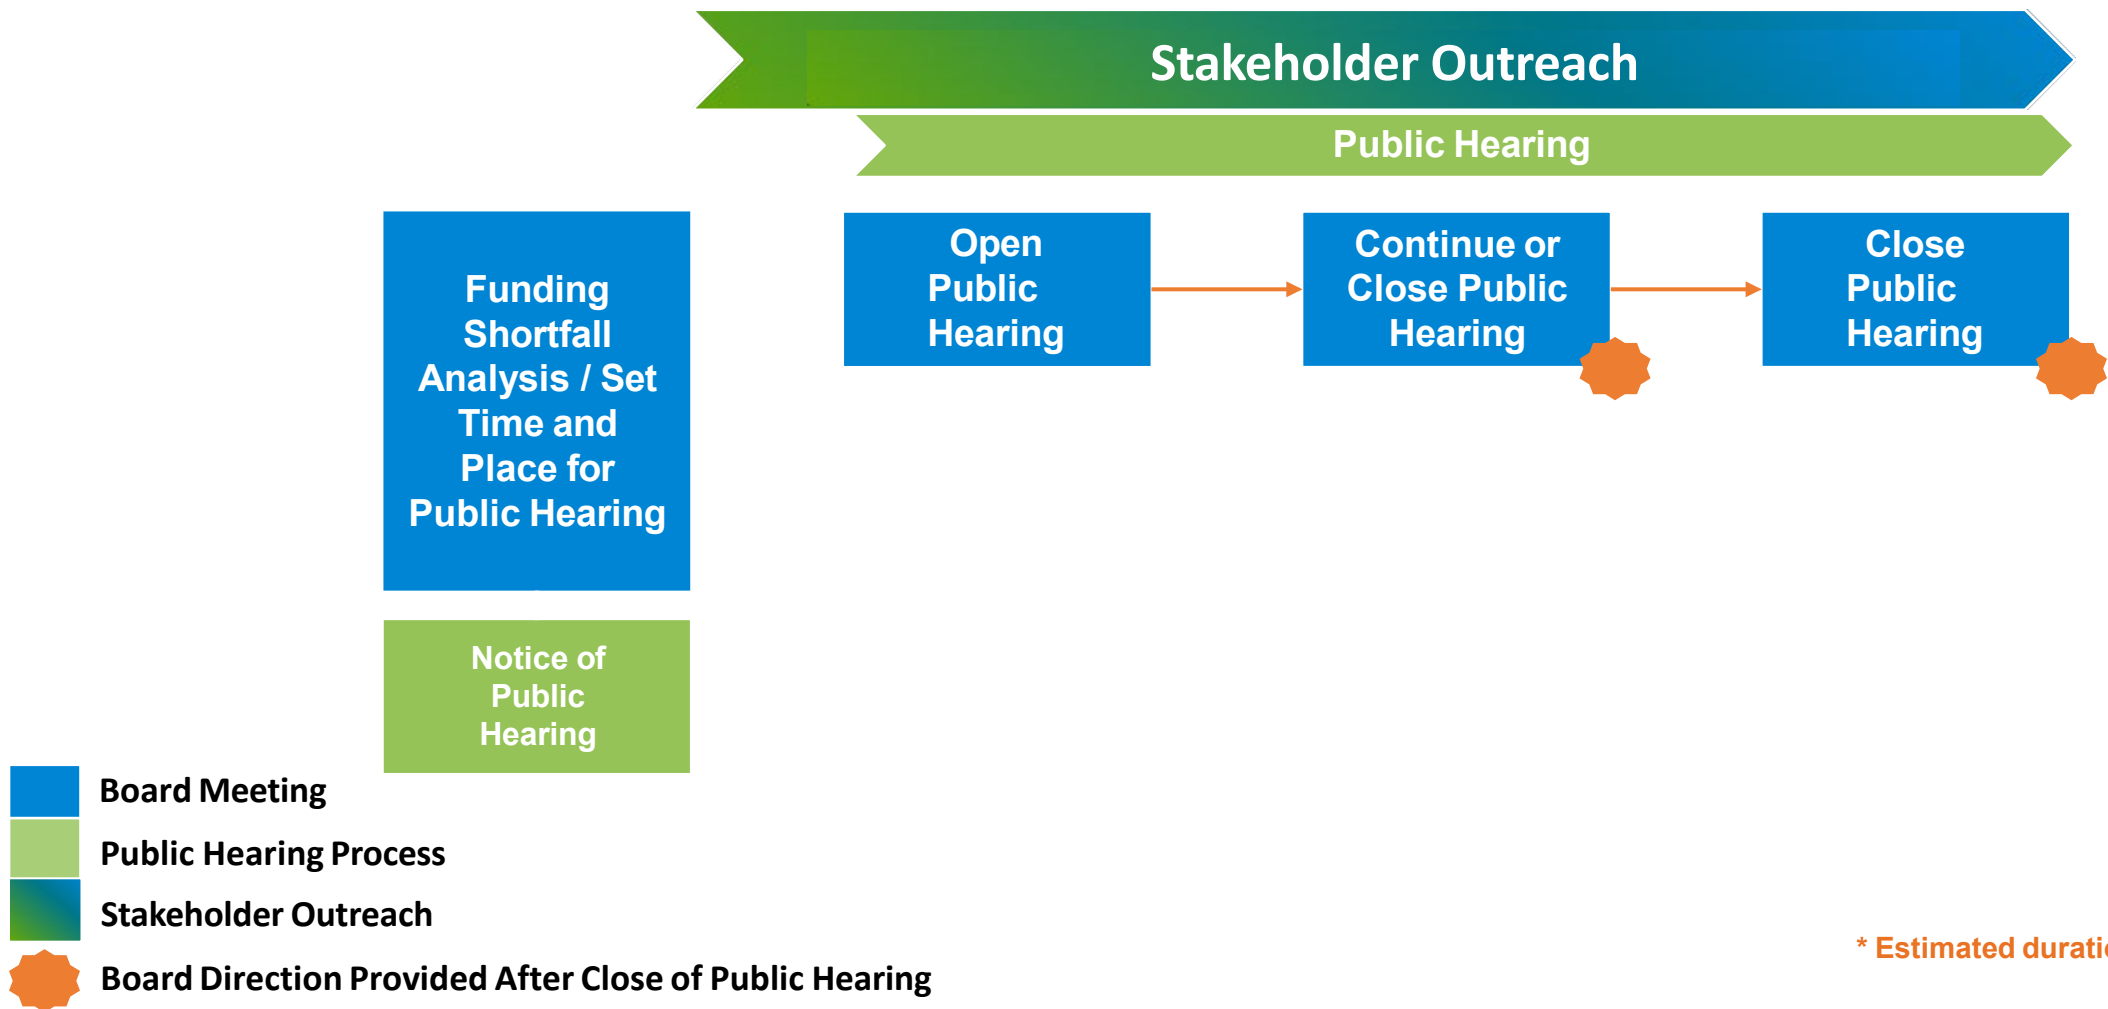 Stakeholder Outreach
Public Hearing
Funding
Shortfall
Analysis / Set
Time and
Place for
Public Hearing
Open
Public
Hearing
Continue or
Close Public
Hearing
Close
Public
Hearing
Notice of
Public
Hearing
Board Meeting
Public Hearing Process
Stakeholder Outreach
Board Direction Provided After Close of Public Hearing
* Estimated